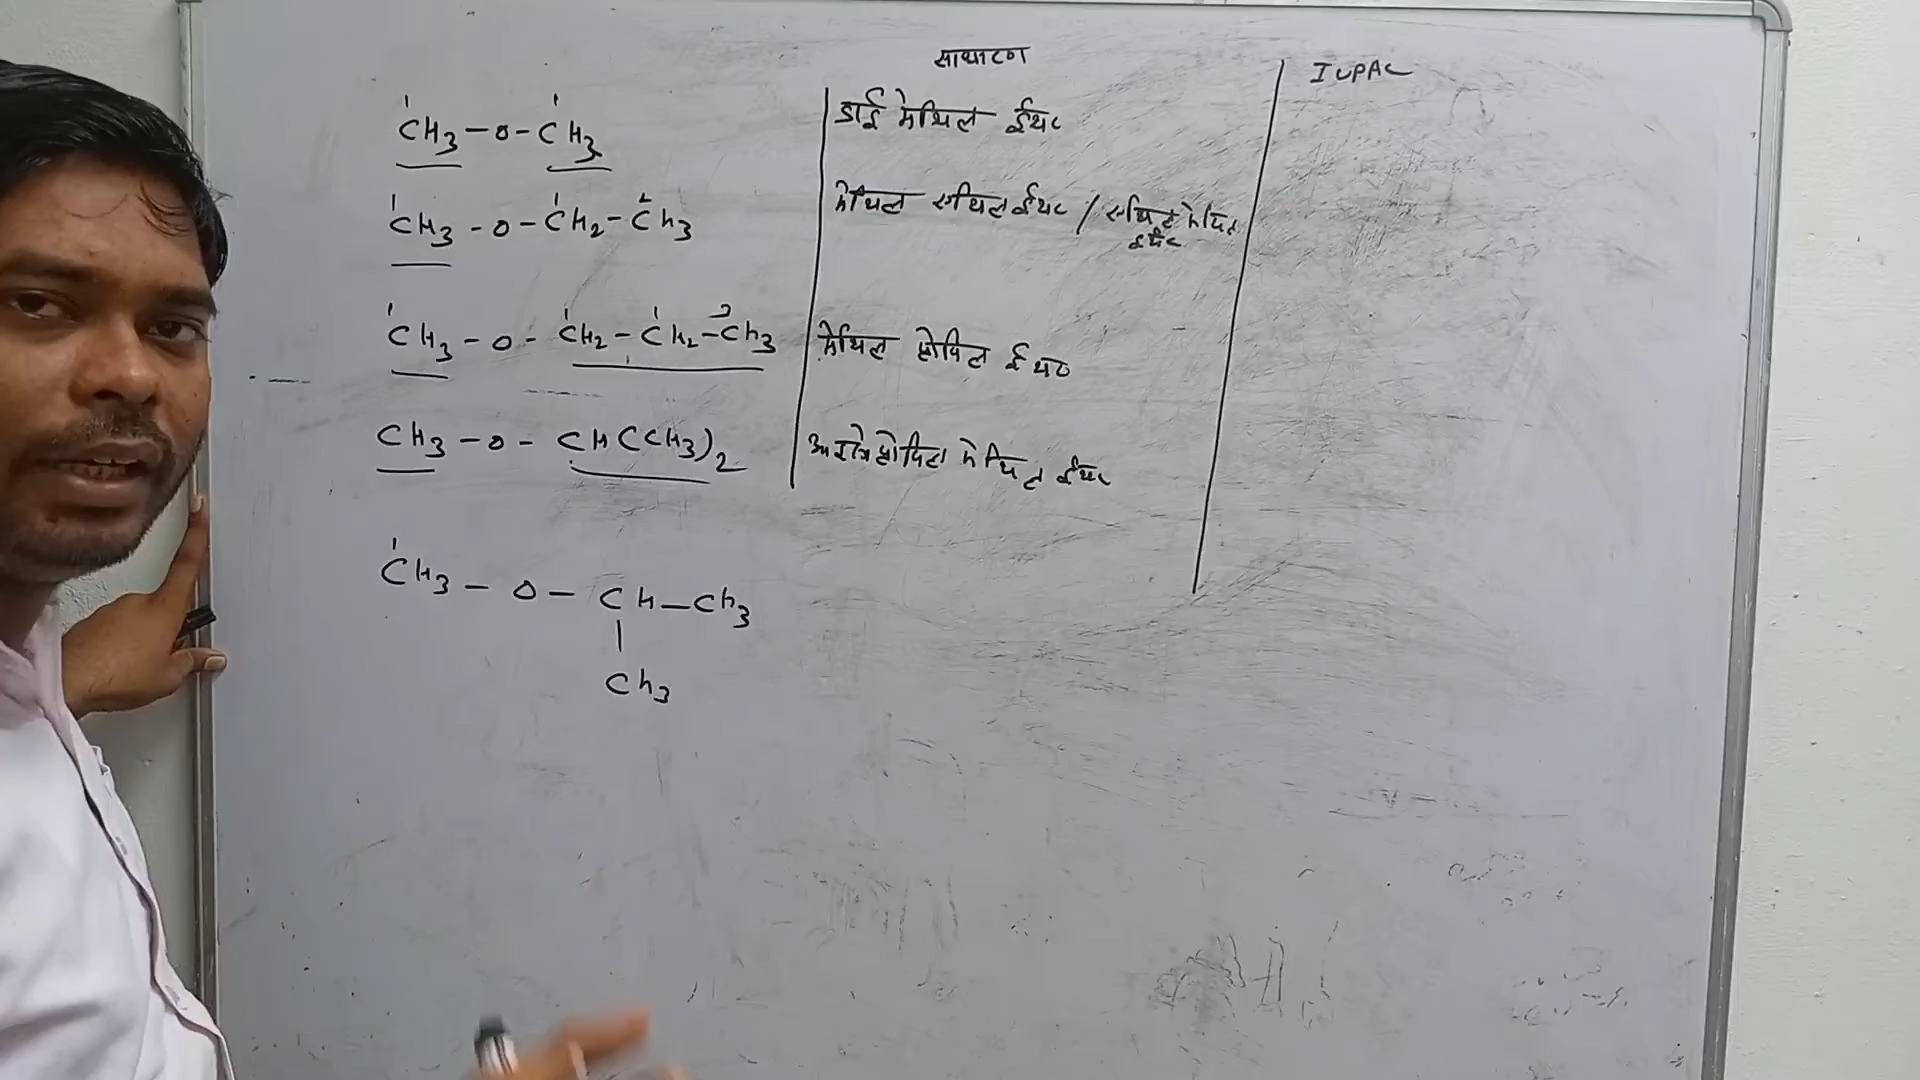 साधारण IUPAC
CH3 - O - CH3 डाई मेथिल ईथर
CH3 - O - CH2 - CH3 मेथिल एथिल ईथर / एथिल मेथिल
ईथर
CH3 - O - CH2 - CH2 - CH3 मेथिल प्रोपिल ईथर
CH3 - O - CH(CH3)2 आइसोप्रोपिल मेथिल ईथर
CH3 - O - CH - CH3
|
CH3